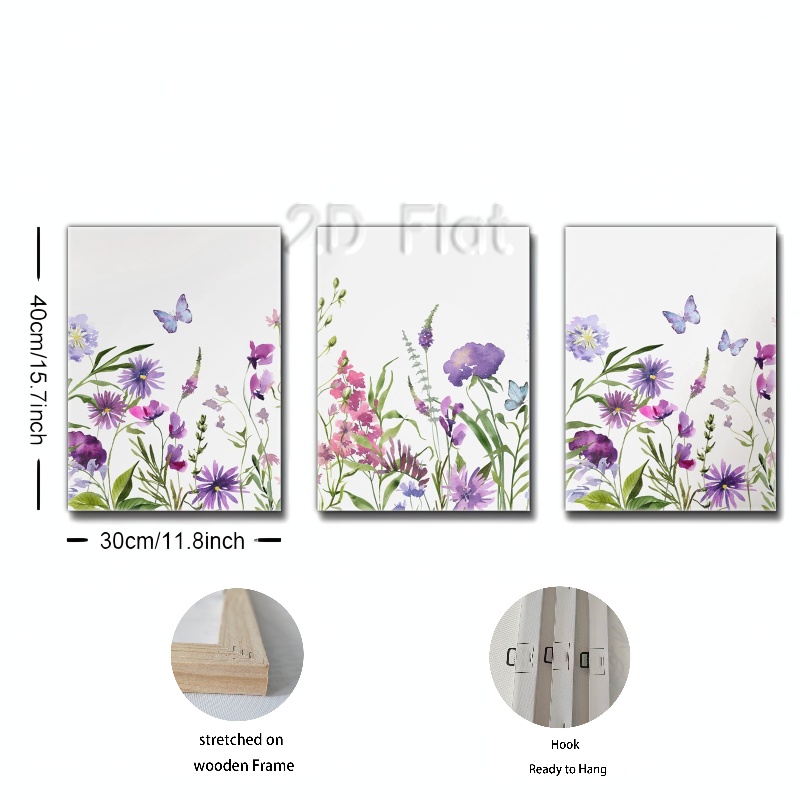 2D Flat
40cm/15.7inch
30cm/11.8inch
stretched on
wooden Frame
Hook
Ready to Hang